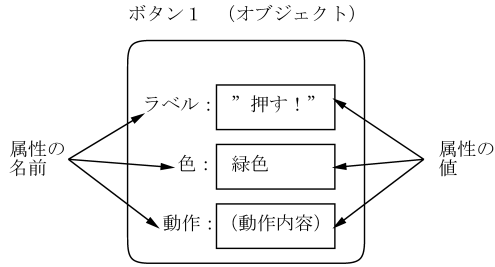 ボタン１　（オブジェクト）
ラベル：　”押す！”
属性の
名前
色：　緑色
属性の
値
動作：　（動作内容）